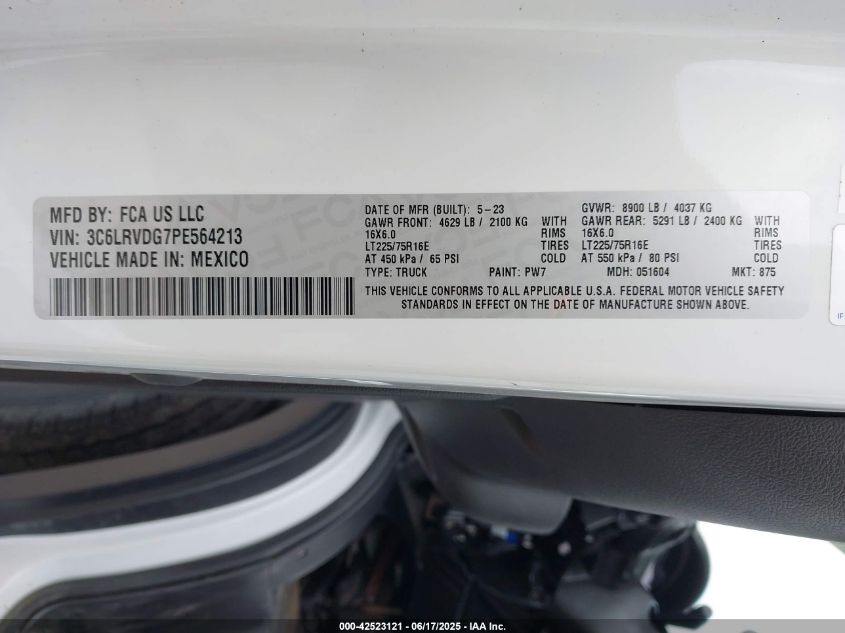 MFD BY: FCA US LLC
VIN: 3C6LRVDG7PE564213
VEHICLE MADE IN: MEXICO
DATE OF MFR (BUILT): 5-23 GVWR: 8900 LB / 4037 KG
GAWR FRONT: 4629 LB / 2100 KG WITH GAWR REAR: 5291 LB / 2400 KG WITH
16X6.0 RIMS 16X6.0 RIMS
LT225/75R16E TIRES LT225/75R16E TIRES
AT 450 kPa / 65 PSI COLD AT 550 kPa / 80 PSI COLD
TYPE: TRUCK PAINT: PW7 MDH: 051604 MKT: 875
THIS VEHICLE CONFORMS TO ALL APPLICABLE U.S.A. FEDERAL MOTOR VEHICLE SAFETY
STANDARDS IN EFFECT ON THE DATE OF MANUFACTURE SHOWN ABOVE.
IF
000-42523121 - 06/17/2025 - IAA, Inc.